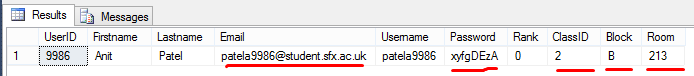 Results Messages
UserID Firstname Lastname Email Username Password Rank ClassID Block Room
1 9986 Anit Patel patela9986@student.sfx.ac.uk patela9986 xyfgDEzA 0 2 B 213